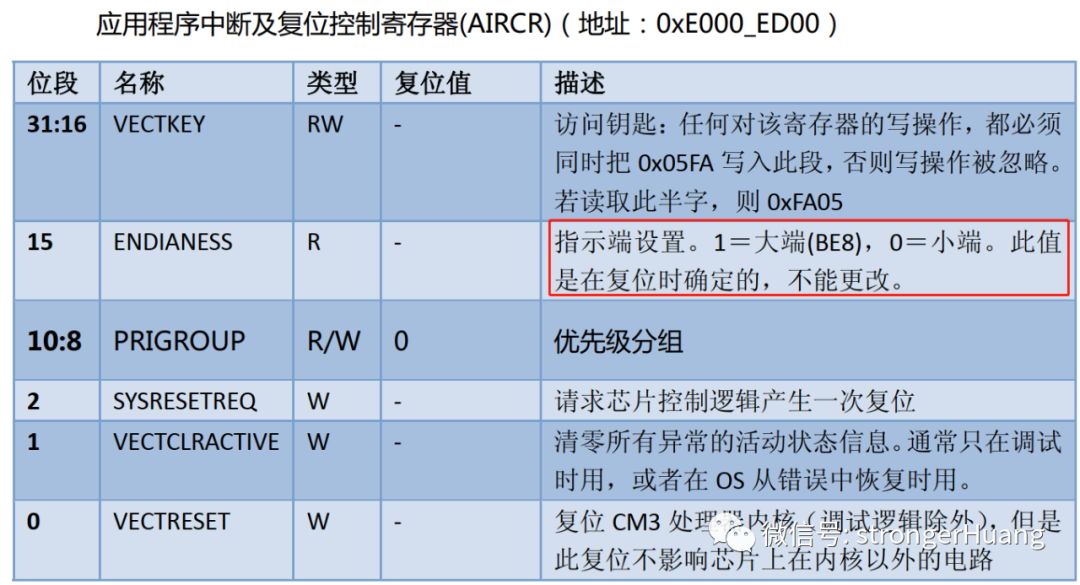 应用程序中断及复位控制寄存器(AIRCR)（地址：0xE000_ED00）
位段 名称 类型 复位值 描述
31:16 VECTKEY RW - 访问钥匙：任何对该寄存器的写操作，都必须
同时把 0x05FA 写入此段，否则写操作被忽略。
若读取此半字，则 0xFA05
15 ENDIANESS R - 指示端设置。1＝大端(BE8)，0＝小端。此值
是在复位时确定的，不能更改。
10:8 PRIGROUP R/W 0 优先级分组
2 SYSRESETREQ W - 请求芯片控制逻辑产生一次复位
1 VECTCLRACTIVE W - 清零所有异常的活动状态信息。通常只在调试
时用，或者在 OS 从错误中恢复时用。
0 VECTRESET W - 复位 CM3 处理器内核（调试逻辑除外），但是
此复位不影响芯片上在内核以外的电路
微信号: strongerHuang